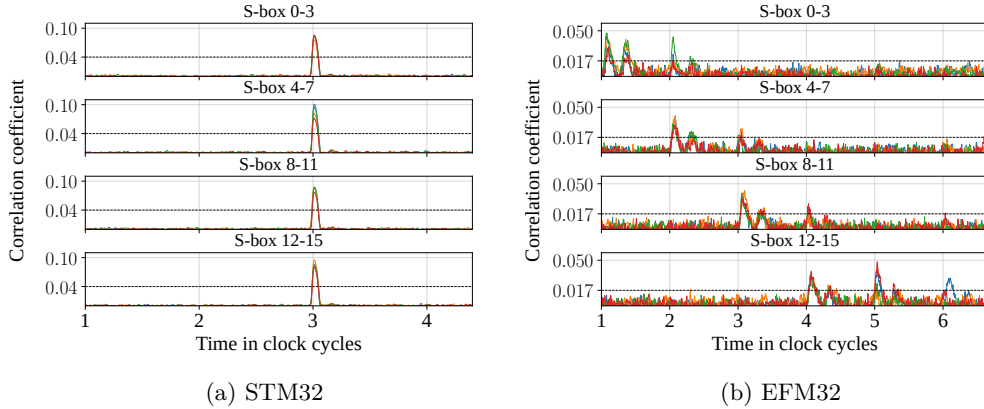 S-box 0-3
0.10
0.04
S-box 4-7
0.10
0.04
S-box 8-11
0.10
0.04
S-box 12-15
0.10
0.04
1 2 3 4
Time in clock cycles
Correlation coefficient
(a) STM32
S-box 0-3
0.050
0.017
S-box 4-7
0.050
0.017
S-box 8-11
0.050
0.017
S-box 12-15
0.050
0.017
1 2 3 4 5 6
Time in clock cycles
Correlation coefficient
(b) EFM32